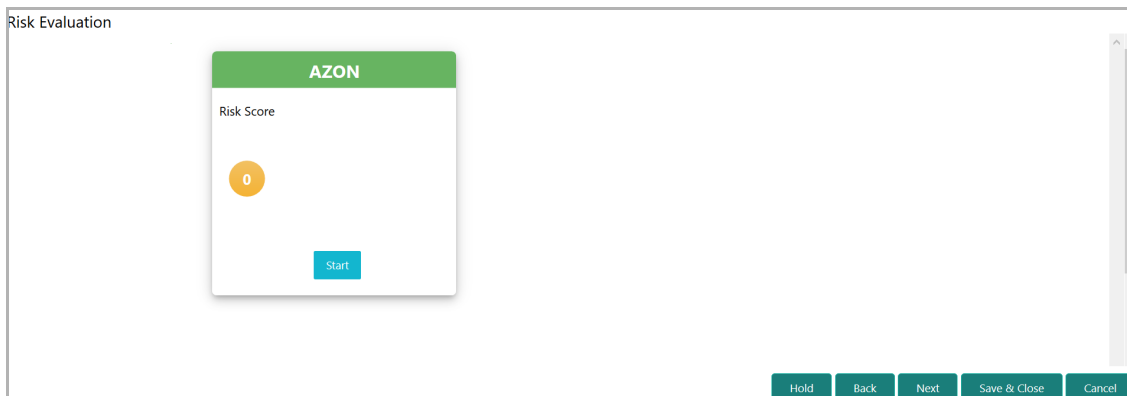 Risk Evaluation
AZON
Risk Score
0
Start
Hold Back Next Save & Close Cancel